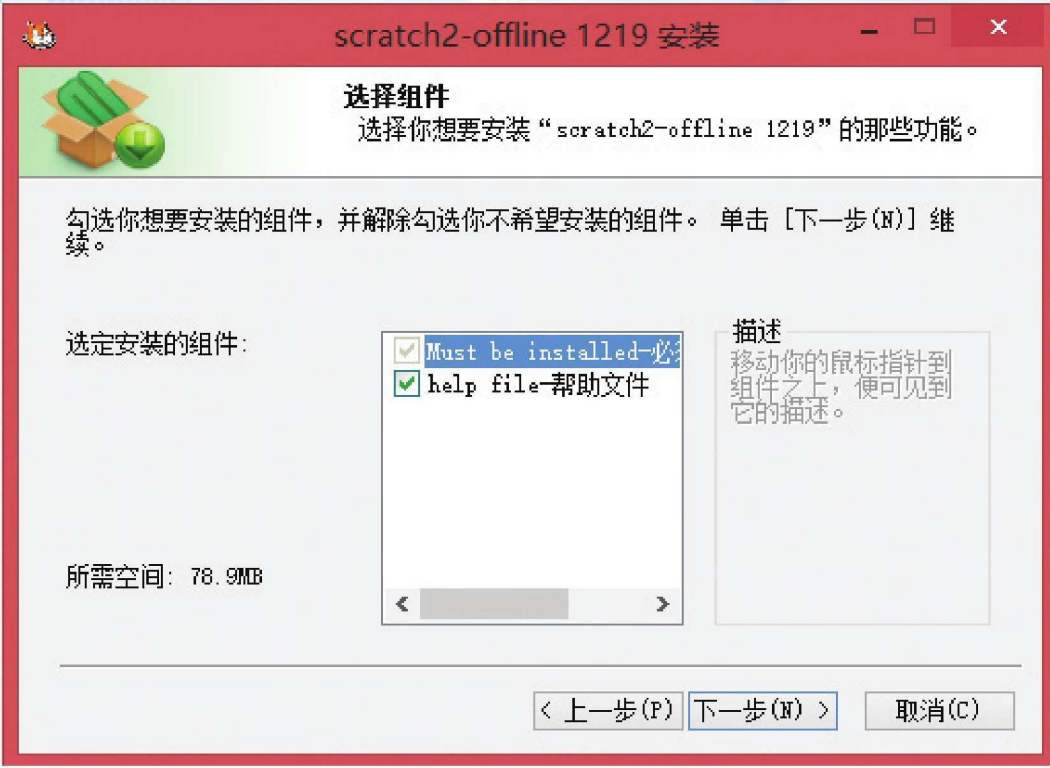 scratch2-offline 1219 安装
选择组件
选择你想要安装“scratch2-offline 1219”的那些功能。
勾选你想要安装的组件，并解除勾选你不希望安装的组件。 单击 [下一步(N)] 继
续。
选定安装的组件:
Must be installed-必
help file-帮助文件
描述
移动你的鼠标指针到
组件之上，便可见到
它的描述。
所需空间: 78.9MB
< 上一步(P)
下一步(N) >
取消(C)